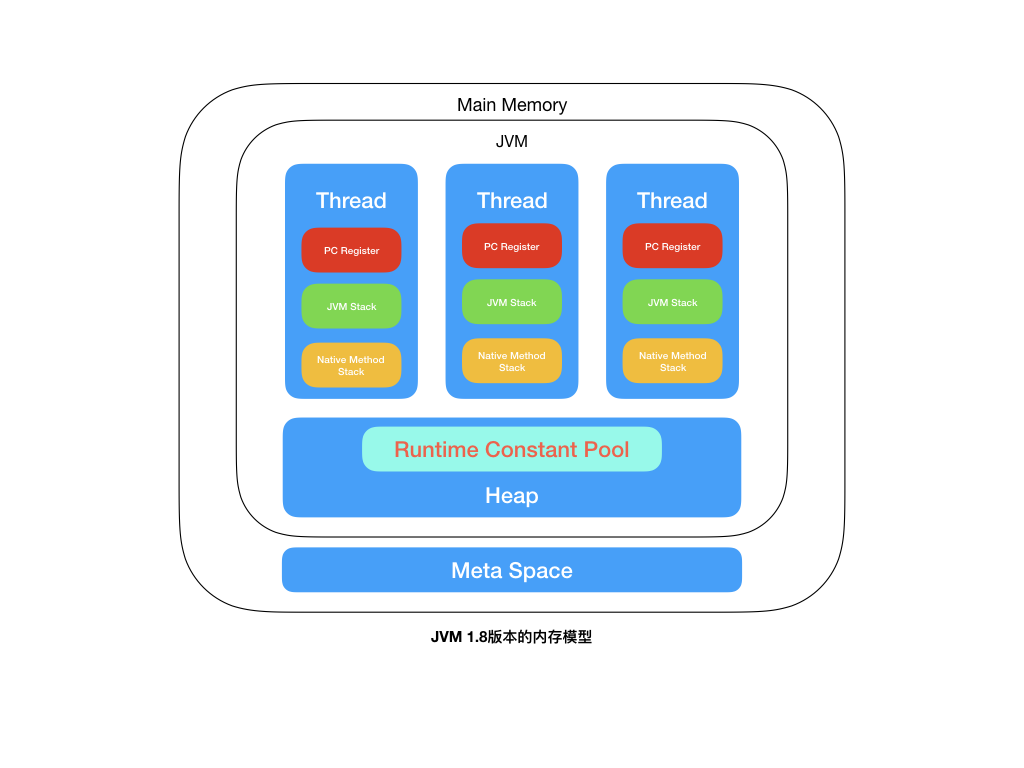 Main Memory
JVM
Thread
PC Register
JVM Stack
Native Method
Stack
Thread
PC Register
JVM Stack
Native Method
Stack
Thread
PC Register
JVM Stack
Native Method
Stack
Runtime Constant Pool
Heap
Meta Space
JVM 1.8版本的内存模型